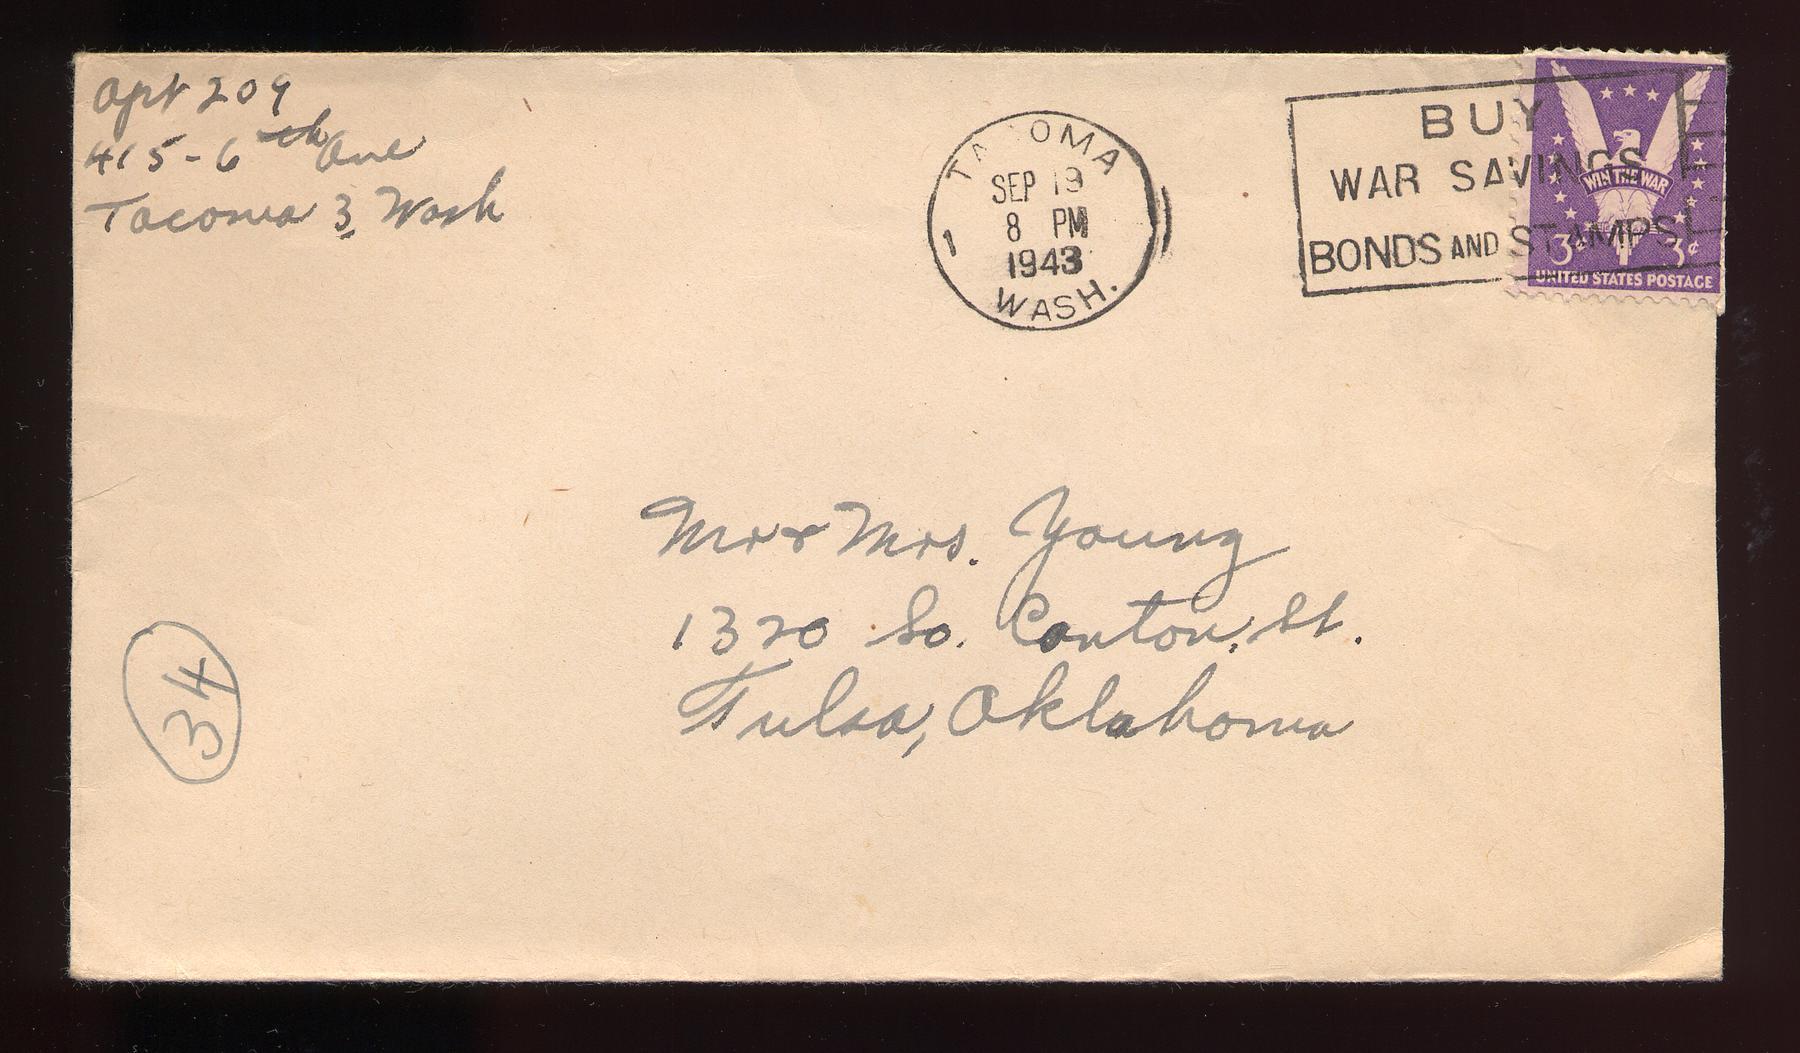 Apt 209
415-6th Ave
Tacoma 3, Wash
TACOMA
SEP 19
8 PM
1943
1
WASH.
BUY
WAR SAVINGS
BONDS AND STAMPS
WIN THE WAR
3¢ 3¢
UNITED STATES POSTAGE
Mr & Mrs. Young
1320 So. Canton, St.
Tulsa, Oklahoma
34